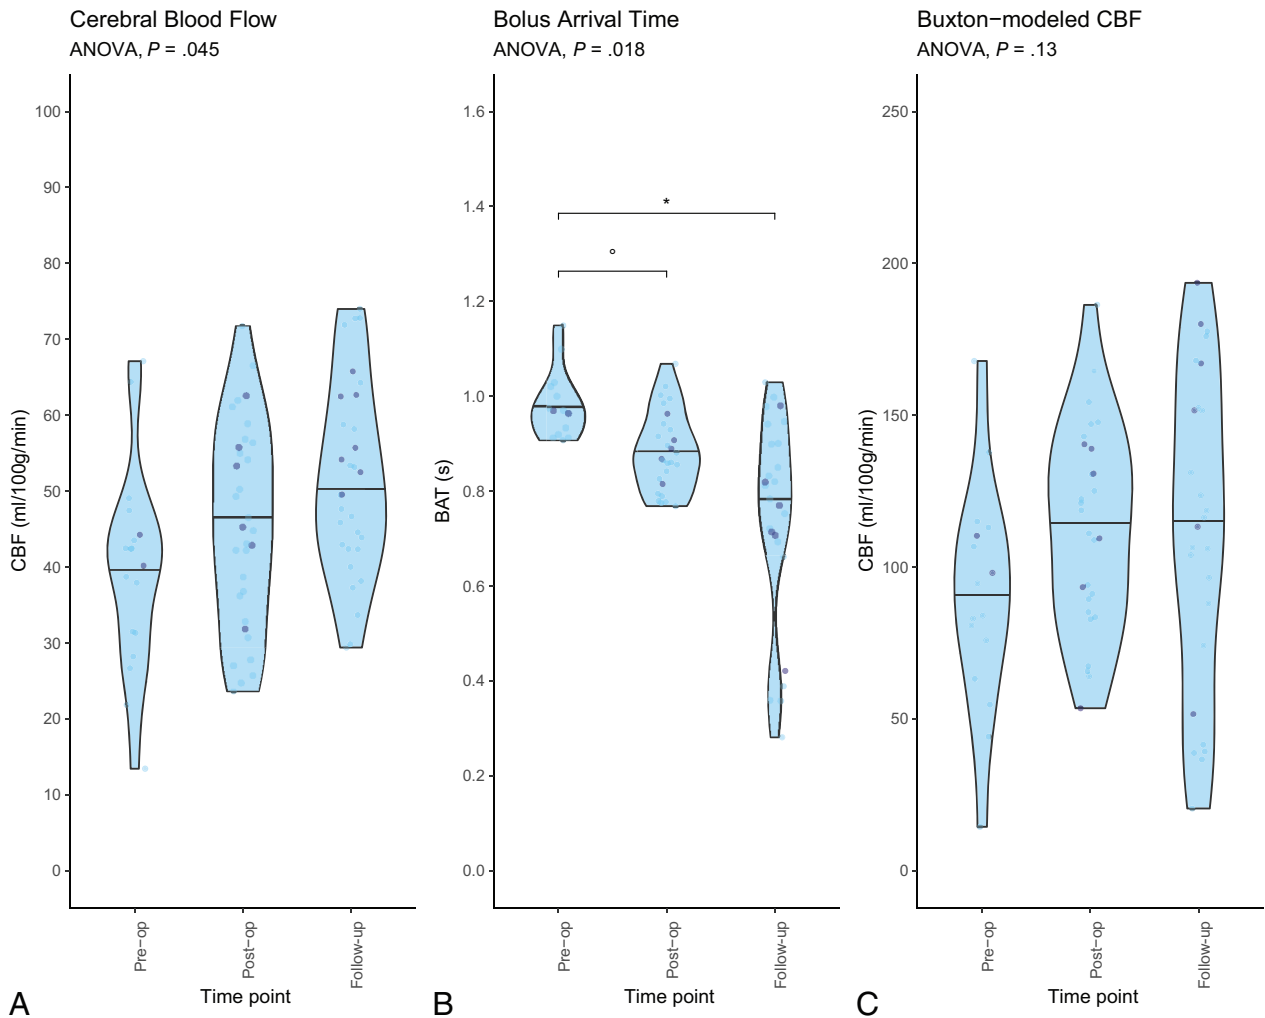 Cerebral Blood Flow
ANOVA, P = .045
CBF (ml/100g/min)
100
90
80
70
60
50
40
30
20
10
0
Pre−op
Post−op
Follow−up
Time point
A
Bolus Arrival Time
ANOVA, P = .018
BAT (s)
1.6
1.4
1.2
1.0
0.8
0.6
0.4
0.2
0.0
*
°
Pre−op
Post−op
Follow−up
Time point
B
Buxton−modeled CBF
ANOVA, P = .13
CBF (ml/100g/min)
250
200
150
100
50
0
Pre−op
Post−op
Follow−up
Time point
C